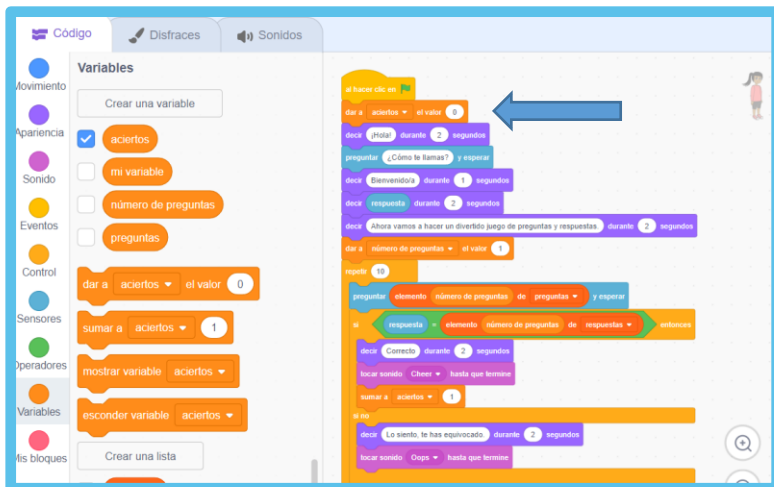 Código
Disfraces
Sonidos
Movimiento
Apariencia
Sonido
Eventos
Control
Sensores
Operadores
Variables
Mis bloques
Variables
Crear una variable
aciertos
mi variable
número de preguntas
preguntas
dar a aciertos el valor 0
sumar a aciertos 1
mostrar variable aciertos
esconder variable aciertos
Crear una lista
al hacer clic en
dar a aciertos el valor 0
decir ¡Hola! durante 2 segundos
preguntar ¿Cómo te llamas? y esperar
decir Bienvenido/a durante 1 segundos
decir respuesta durante 2 segundos
decir Ahora vamos a hacer un divertido juego de preguntas y respuestas. durante 2 segundos
dar a número de preguntas el valor 1
repetir 10
preguntar elemento número de preguntas de preguntas y esperar
si respuesta = elemento número de preguntas de respuestas entonces
decir Correcto durante 2 segundos
tocar sonido Cheer hasta que termine
sumar a aciertos 1
si no
decir Lo siento, te has equivocado. durante 2 segundos
tocar sonido Oops hasta que termine